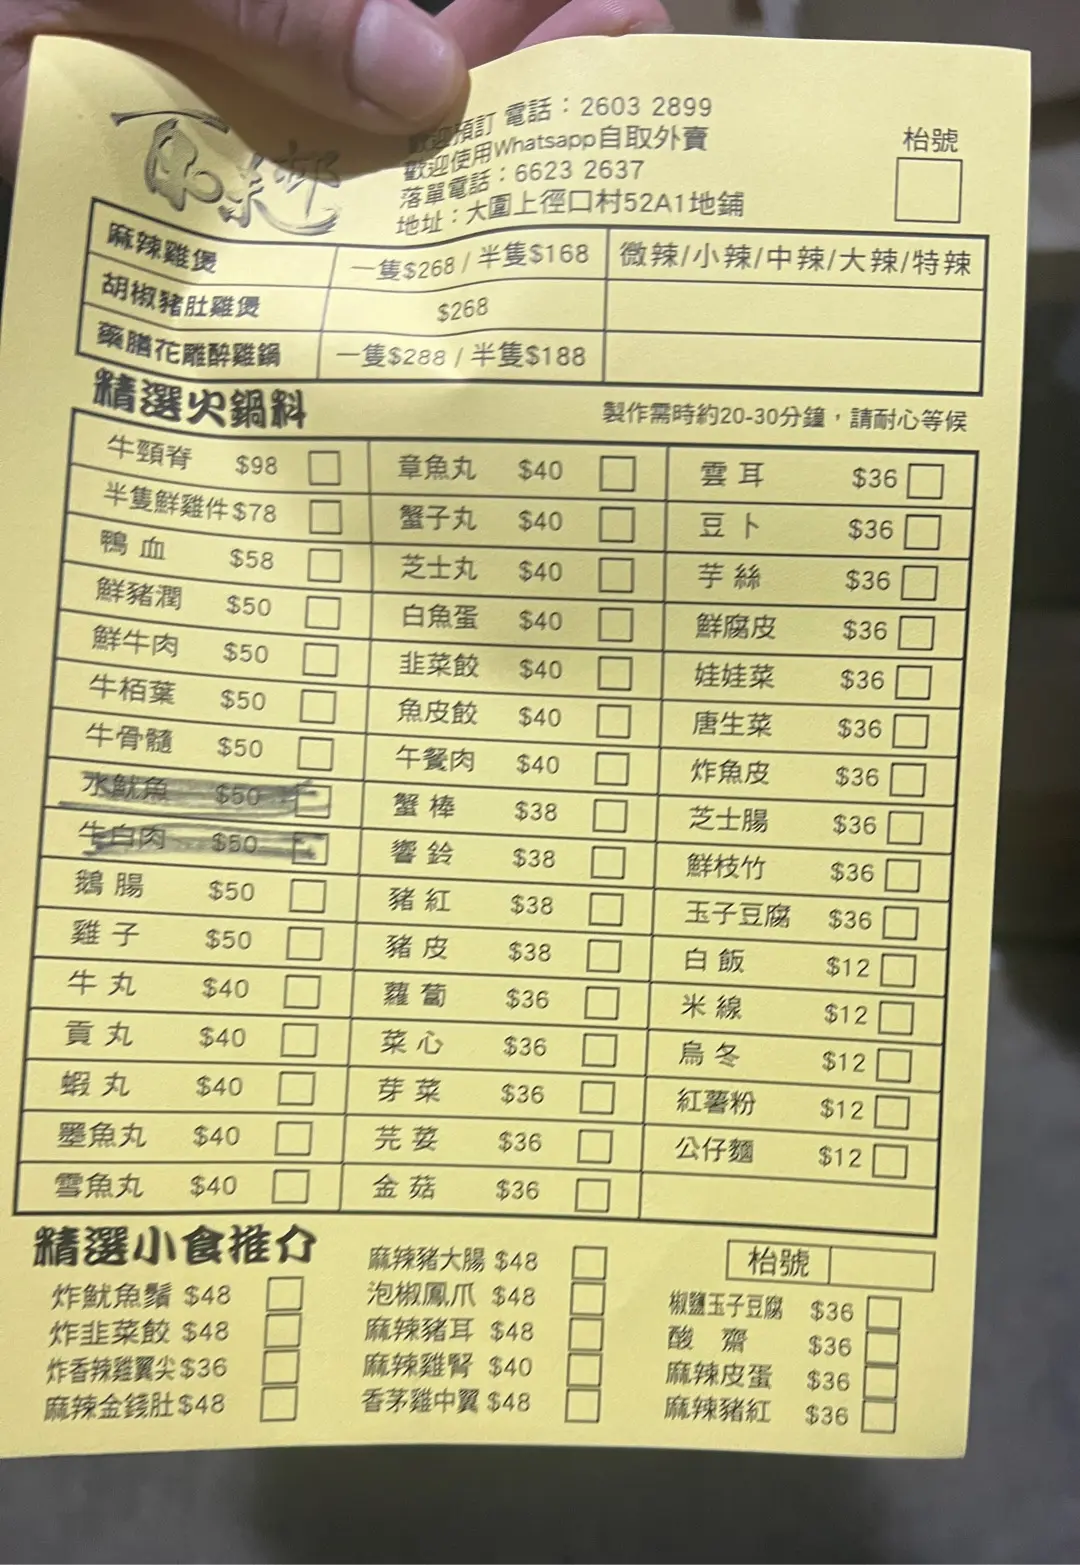 歡迎預訂 電話：2603 2899
歡迎使用Whatsapp自取外賣
落單電話：6623 2637
地址：大圍上徑口村52A1地鋪
枱號
麻辣雞煲 一隻$268 / 半隻$168 微辣/小辣/中辣/大辣/特辣
胡椒豬肚雞煲 $268
藥膳花雕醉雞鍋 一隻$288 / 半隻$188
精選火鍋料 製作需時約20-30分鐘，請耐心等候
牛頸脊 $98 章魚丸 $40 雲耳 $36
半隻鮮雞件 $78 蟹子丸 $40 豆卜 $36
鴨血 $58 芝士丸 $40 芋絲 $36
鮮豬潤 $50 白魚蛋 $40 鮮腐皮 $36
鮮牛肉 $50 韭菜餃 $40 娃娃菜 $36
牛栢葉 $50 魚皮餃 $40 唐生菜 $36
牛骨髓 $50 午餐肉 $40 炸魚皮 $36
水魷魚 $50 蟹棒 $38 芝士腸 $36
牛白肉 $50 響鈴 $38 鮮枝竹 $36
鵝腸 $50 豬紅 $38 玉子豆腐 $36
雞子 $50 豬皮 $38 白飯 $12
牛丸 $40 蘿蔔 $36 米線 $12
貢丸 $40 菜心 $36 烏冬 $12
蝦丸 $40 芽菜 $36 紅薯粉 $12
墨魚丸 $40 芫荽 $36 公仔麵 $12
雪魚丸 $40 金菇 $36
精選小食推介 麻辣豬大腸 $48 枱號
炸魷魚鬚 $48 泡椒鳳爪 $48 椒鹽玉子豆腐 $36
炸韭菜餃 $48 麻辣豬耳 $48 酸齋 $36
炸香辣雞翼尖 $36 麻辣雞腎 $40 麻辣皮蛋 $36
麻辣金錢肚 $48 香茅雞中翼 $48 麻辣豬紅 $36